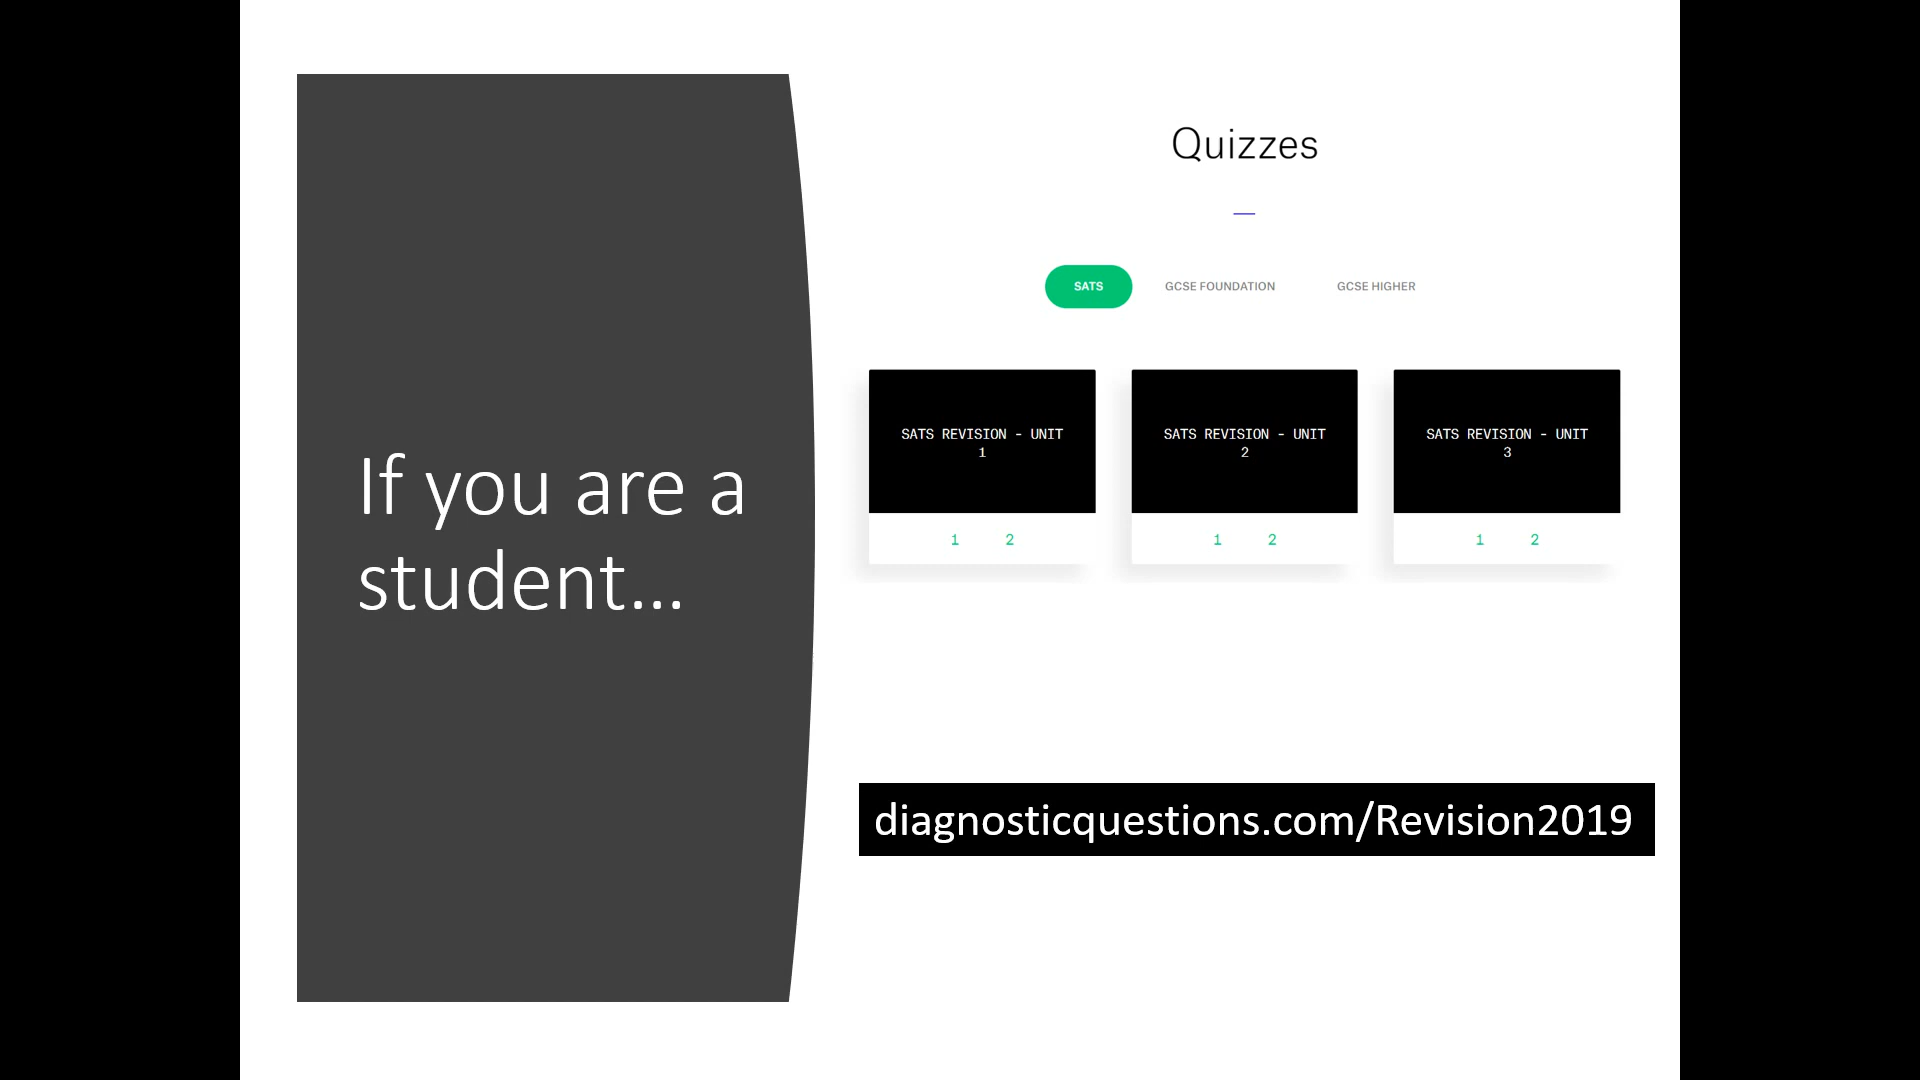 If you are a
student...
Quizzes
SATS
GCSE FOUNDATION
GCSE HIGHER
SATS REVISION - UNIT
1
1 2
SATS REVISION - UNIT
2
1 2
SATS REVISION - UNIT
3
1 2
diagnosticquestions.com/Revision2019